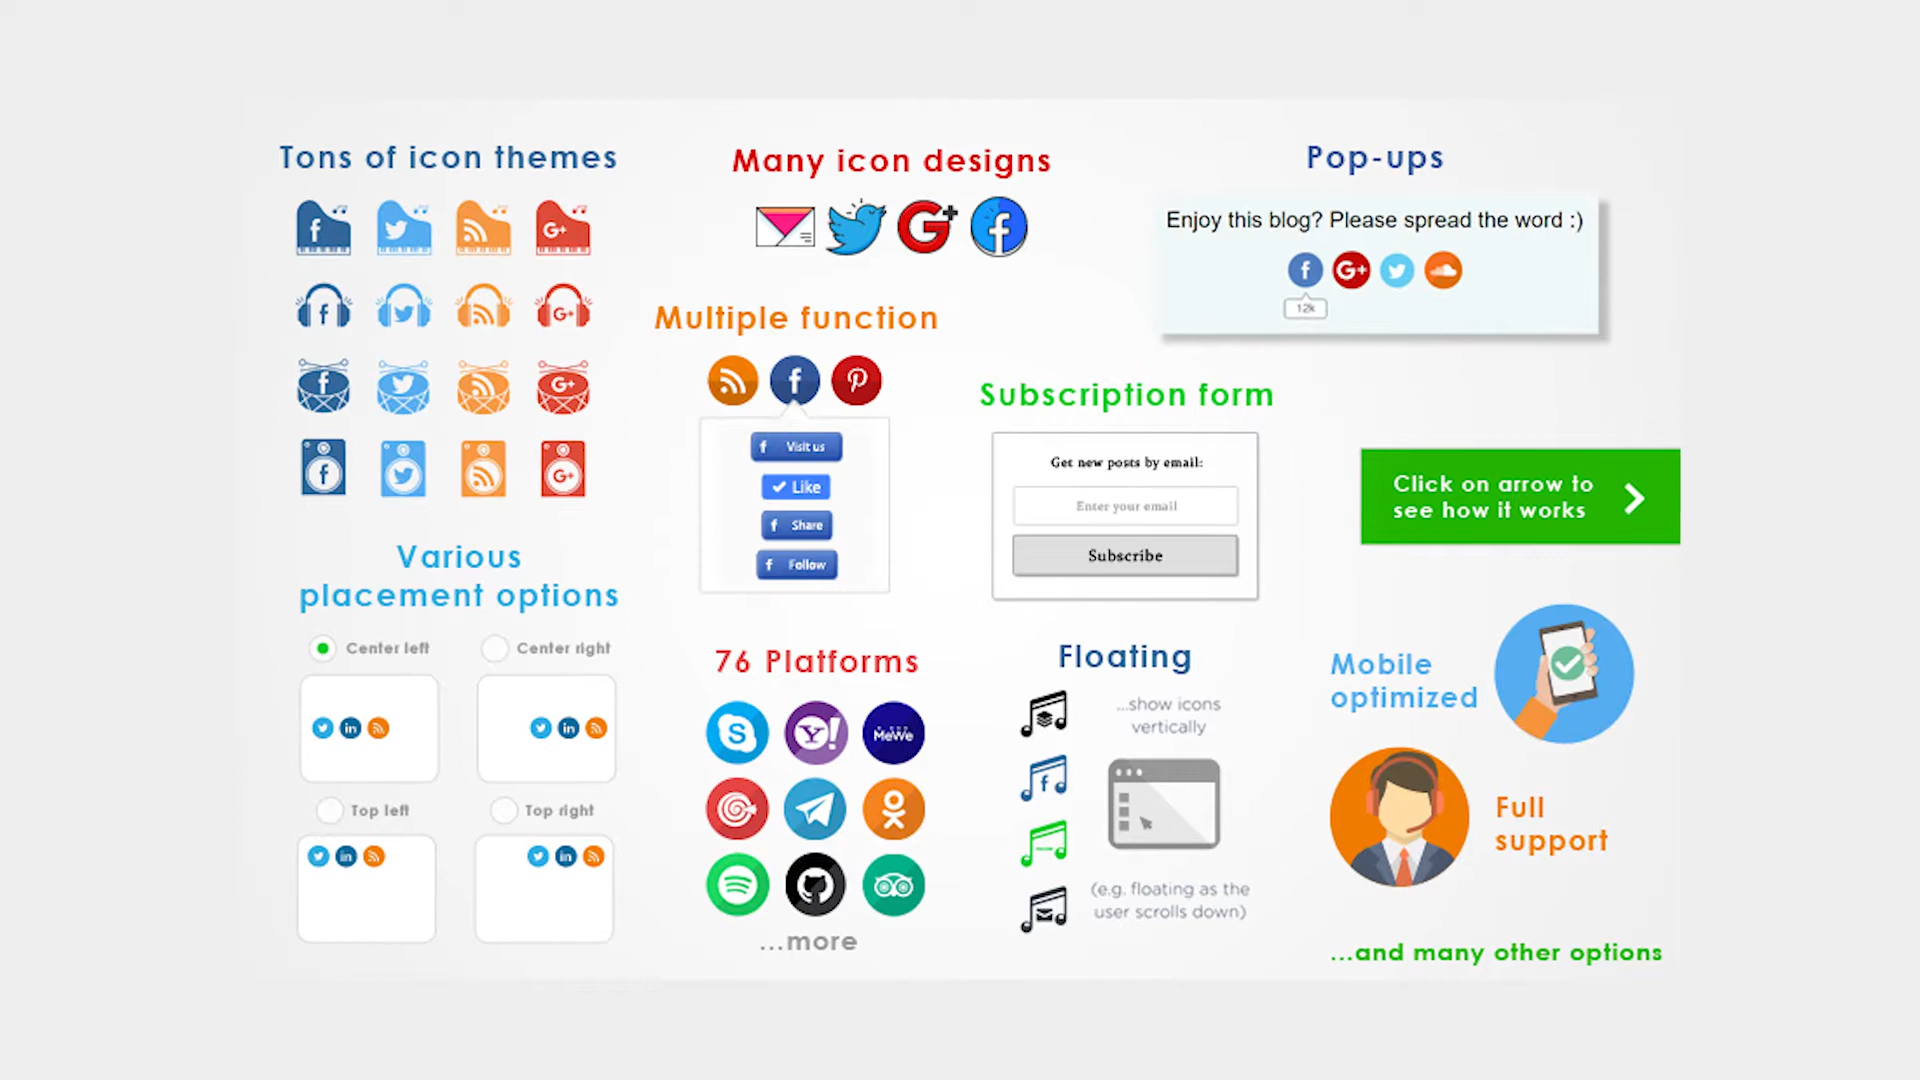 Tons of icon themes
Many icon designs
Pop-ups
Enjoy this blog? Please spread the word :)
12k
Multiple function
Visit us
Like
Share
Follow
Subscription form
Get new posts by email:
Enter your email
Subscribe
Click on arrow to
see how it works
Various
placement options
Center left
Center right
Top left
Top right
76 Platforms
MeWe
...more
Floating
...show icons
vertically
(e.g. floating as the
user scrolls down)
Mobile
optimized
Full
support
...and many other options